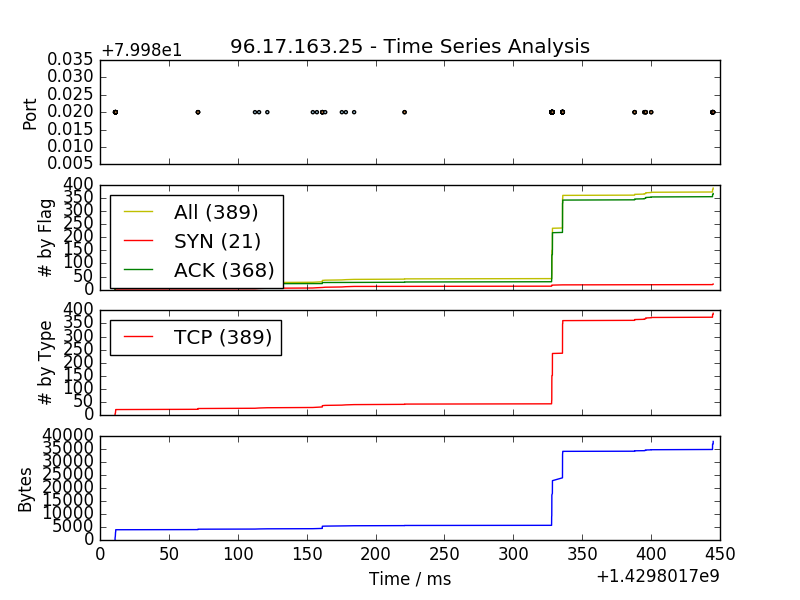 +7.998e1
96.17.163.25 - Time Series Analysis
Port
0.035
0.030
0.025
0.020
0.015
0.010
0.005
# by Flag
400
350
300
250
200
150
100
50
0
All (389)
SYN (21)
ACK (368)
# by Type
400
350
300
250
200
150
100
50
0
TCP (389)
Bytes
40000
35000
30000
25000
20000
15000
10000
5000
0
0 50 100 150 200 250 300 350 400 450
Time / ms
+1.4298017e9